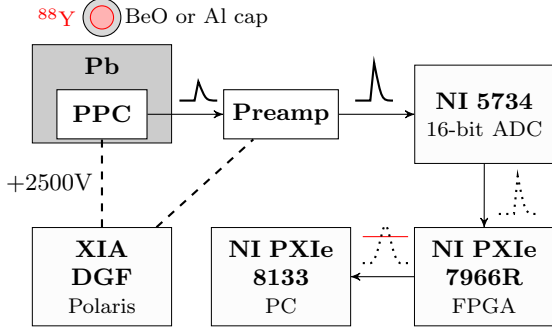 ⁸⁸Y BeO or Al cap
Pb
PPC
Preamp
NI 5734
16-bit ADC
+2500V
XIA
DGF
Polaris
NI PXIe
8133
PC
NI PXIe
7966R
FPGA